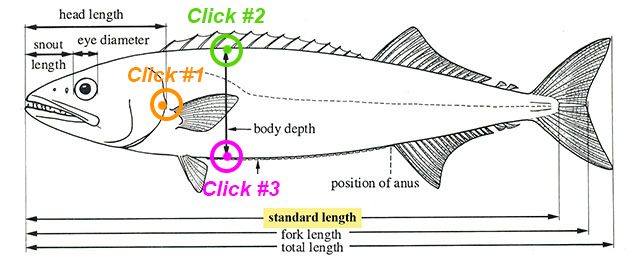 Click #2
head length
snout
length
eye diameter
Click #1
body depth
Click #3
position of anus
standard length
fork length
total length